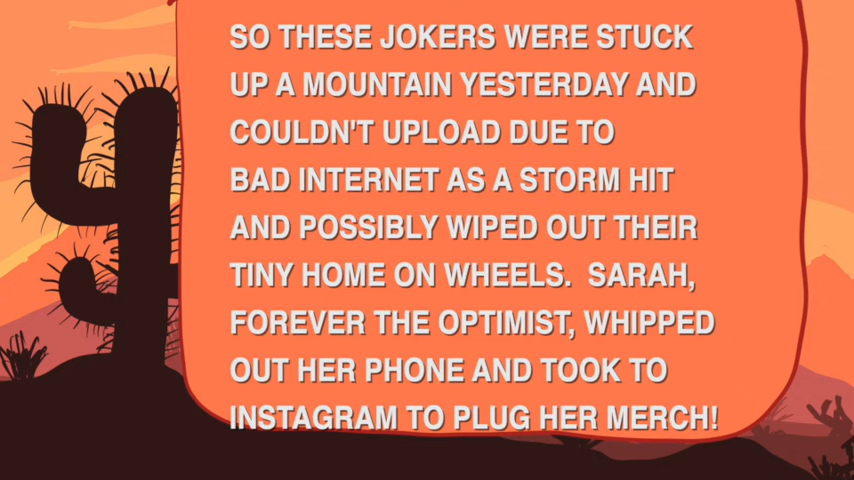 SO THESE JOKERS WERE STUCK
UP A MOUNTAIN YESTERDAY AND
COULDN'T UPLOAD DUE TO
BAD INTERNET AS A STORM HIT
AND POSSIBLY WIPED OUT THEIR
TINY HOME ON WHEELS.  SARAH,
FOREVER THE OPTIMIST, WHIPPED
OUT HER PHONE AND TOOK TO
INSTAGRAM TO PLUG HER MERCH!